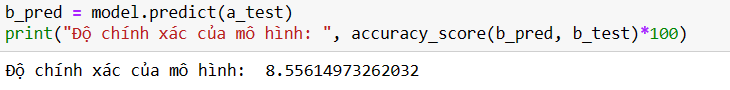 b_pred = model.predict(a_test)
print("Độ chính xác của mô hình: ", accuracy_score(b_pred, b_test)*100)
Độ chính xác của mô hình:  8.55614973262032